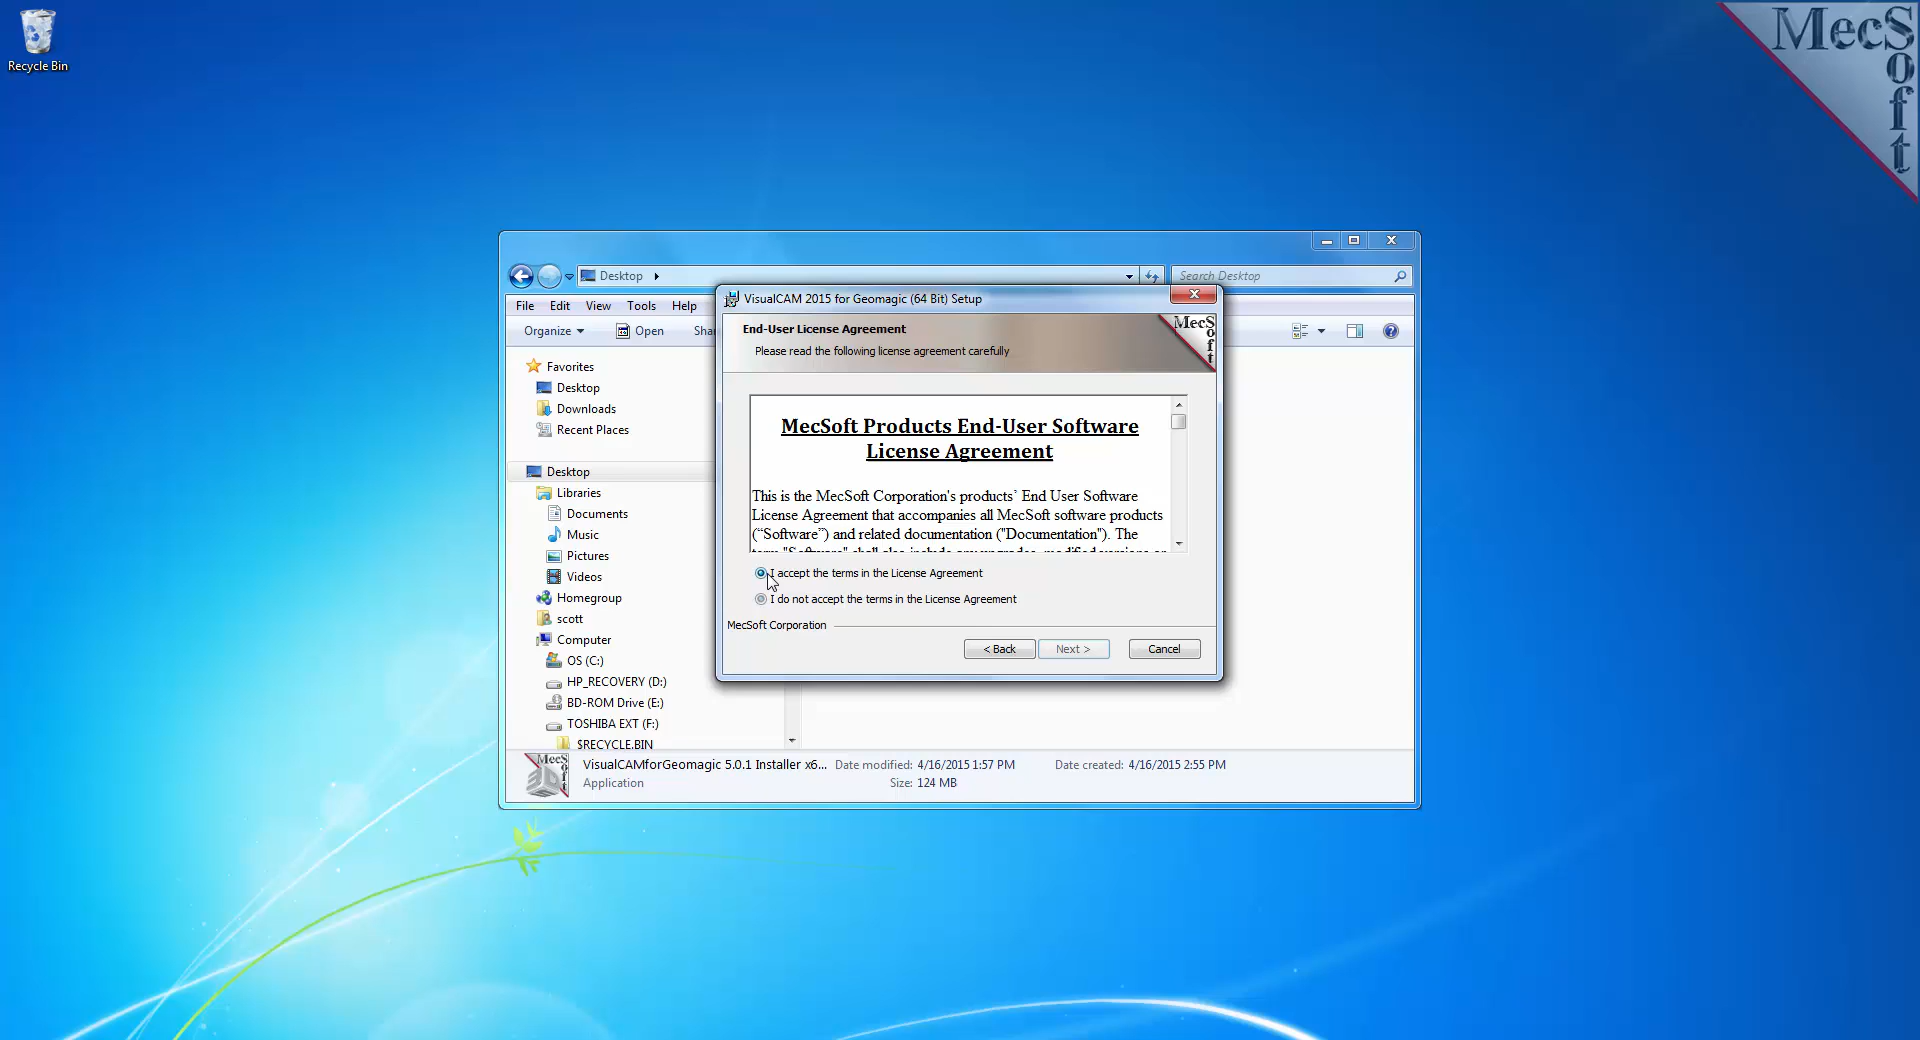 Recycle Bin
MecSoft
Desktop
Search Desktop
File Edit View Tools Help
Organize Open
Favorites
Desktop
Downloads
Recent Places
Desktop
Libraries
Documents
Music
Pictures
Videos
Homegroup
scott
Computer
OS (C:)
HP_RECOVERY (D:)
BD-ROM Drive (E:)
TOSHIBA EXT (F:)
$RECYCLE.BIN
VisualCAM 2015 for Geomagic (64 Bit) Setup
End-User License Agreement
Please read the following license agreement carefully
MecSoft
MecSoft Products End-User Software
License Agreement
This is the MecSoft Corporation's products’ End User Software
License Agreement that accompanies all MecSoft software products
(“Software”) and related documentation ("Documentation"). The
I accept the terms in the License Agreement
I do not accept the terms in the License Agreement
MecSoft Corporation
< Back Next > Cancel
MecSoft
VisualCAMforGeomagic 5.0.1 Installer x6... Date modified: 4/16/2015 1:57 PM Date created: 4/16/2015 2:55 PM
Application Size: 124 MB